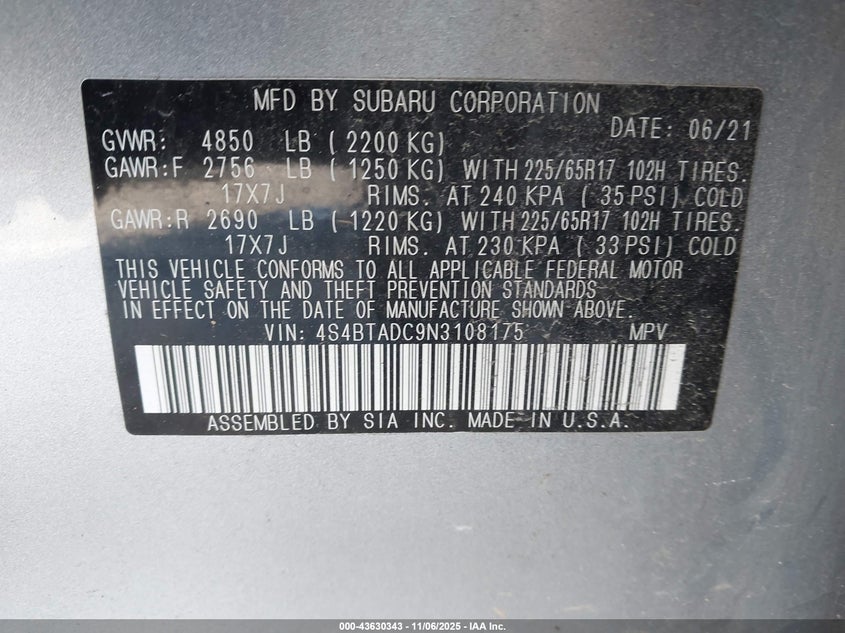 MFD BY SUBARU CORPORATION
DATE: 06/21
GVWR: 4850 LB ( 2200 KG)
GAWR:F 2756 LB ( 1250 KG) WITH 225/65R17 102H TIRES.
17X7J RIMS. AT 240 KPA ( 35 PSI) COLD
GAWR:R 2690 LB ( 1220 KG) WITH 225/65R17 102H TIRES.
17X7J RIMS. AT 230 KPA ( 33 PSI) COLD
THIS VEHICLE CONFORMS TO ALL APPLICABLE FEDERAL MOTOR
VEHICLE SAFETY AND THEFT PREVENTION STANDARDS
IN EFFECT ON THE DATE OF MANUFACTURE SHOWN ABOVE.
VIN: 4S4BTADC9N3108175 MPV
ASSEMBLED BY SIA INC. MADE IN U.S.A.
000-43630343 - 11/06/2025 - IAA Inc.